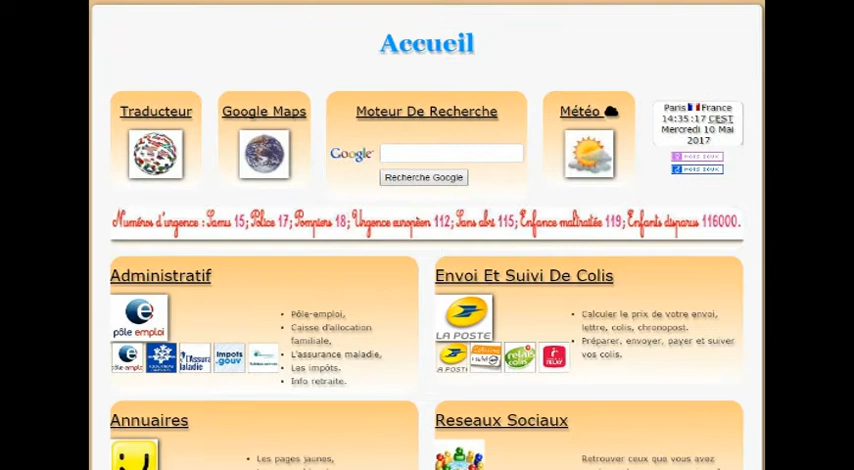 Accueil
Traducteur
Google Maps
Moteur De Recherche
Météo
Paris France
14:35:17 CEST
Mercredi 10 Mai
2017
Google
Recherche Google
Numéros d'urgence : Samu 15; Police 17; Pompiers 18; Urgence européen 112; Sans abri 115; Enfance maltraitée 119; Enfants disparus 116000.
Administratif
pôle emploi
Pôle-emploi,
Caisse d'allocation
familiale,
L'assurance maladie,
Les impôts.
Info retraite.
impots
.gouv
Envoi Et Suivi De Colis
LA POSTE
relais
colis
Calculer le prix de votre envoi,
lettre, colis, chronopost.
Préparer, envoyer, payer et suiver
vos colis.
Annuaires
Les pages jaunes,
Reseaux Sociaux
Retrouver ceux que vous avez